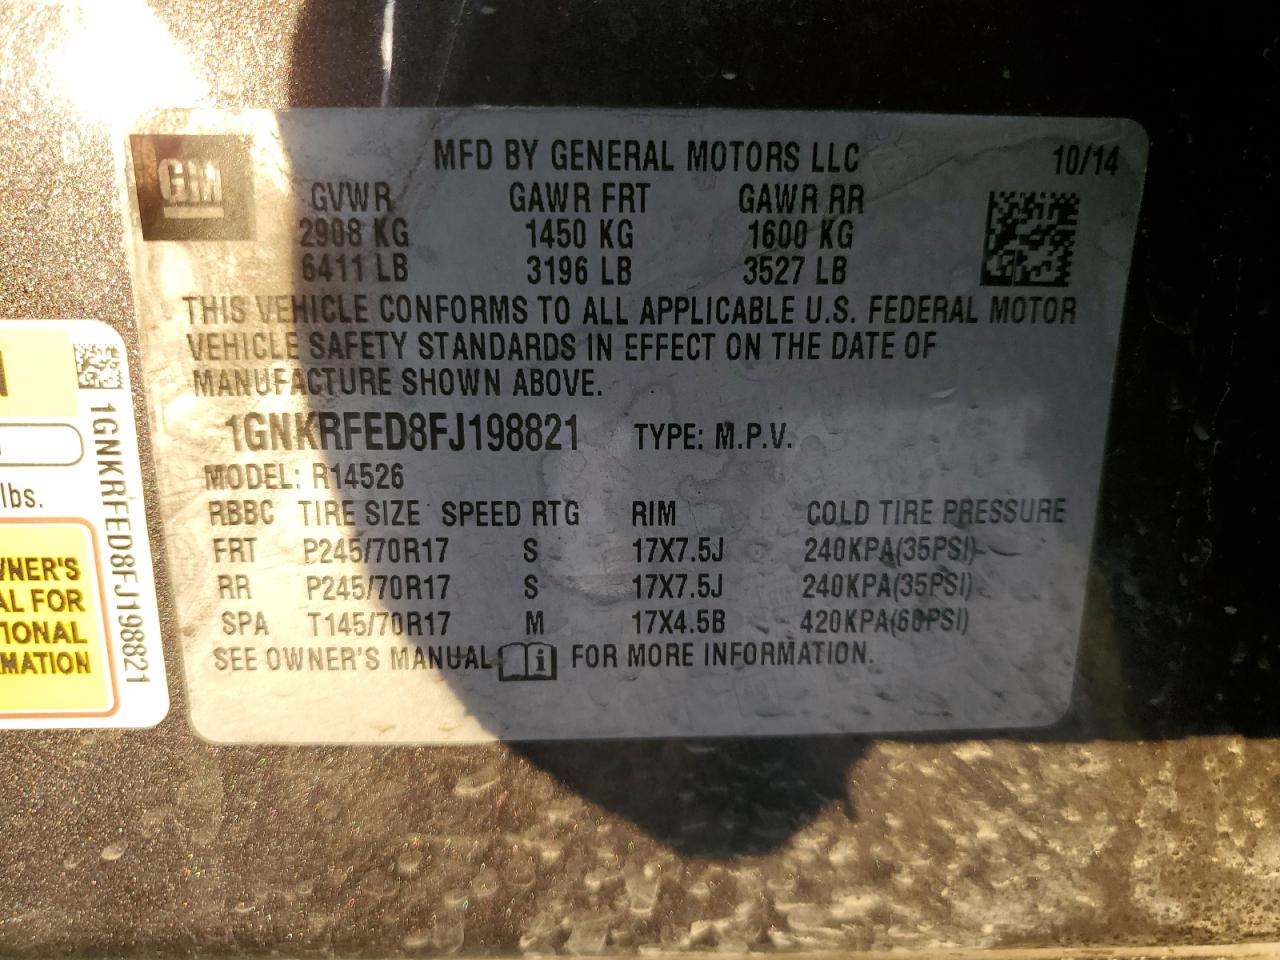 GM
MFD BY GENERAL MOTORS LLC 10/14
GVWR GAWR FRT GAWR RR
2908 KG 1450 KG 1600 KG
6411 LB 3196 LB 3527 LB
THIS VEHICLE CONFORMS TO ALL APPLICABLE U.S. FEDERAL MOTOR
VEHICLE SAFETY STANDARDS IN EFFECT ON THE DATE OF
MANUFACTURE SHOWN ABOVE.
1GNKRFED8FJ198821 TYPE: M.P.V.
MODEL: R14526
RBBC TIRE SIZE SPEED RTG RIM COLD TIRE PRESSURE
FRT P245/70R17 S 17X7.5J 240KPA(35PSI)
RR P245/70R17 S 17X7.5J 240KPA(35PSI)
SPA T145/70R17 M 17X4.5B 420KPA(60PSI)
SEE OWNER'S MANUAL i FOR MORE INFORMATION.
lbs.
WNER'S
AL FOR
TIONAL
MATION
1GNKRFED8FJ198821